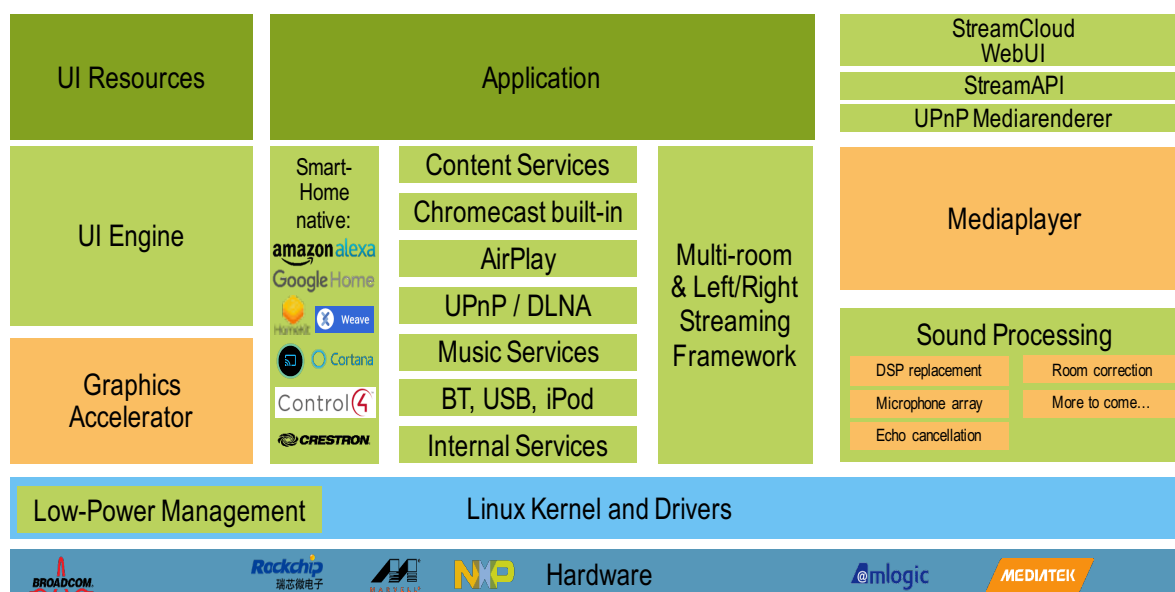 UI Resources
Application
StreamCloud
WebUI
StreamAPI
UPnP Mediarenderer
UI Engine
Smart-
Home
native:
amazon alexa
Google Home
HomeKit
Weave
Cortana
Control4
CRESTRON
Content Services
Chromecast built-in
AirPlay
UPnP / DLNA
Music Services
BT, USB, iPod
Internal Services
Multi-room
& Left/Right
Streaming
Framework
Mediaplayer
Graphics
Accelerator
Sound Processing
DSP replacement
Room correction
Microphone array
More to come...
Echo cancellation
Low-Power Management
Linux Kernel and Drivers
BROADCOM.
Rockchip
瑞芯微电子
MARVELL
NXP
Hardware
@mlogic
MEDIATEK